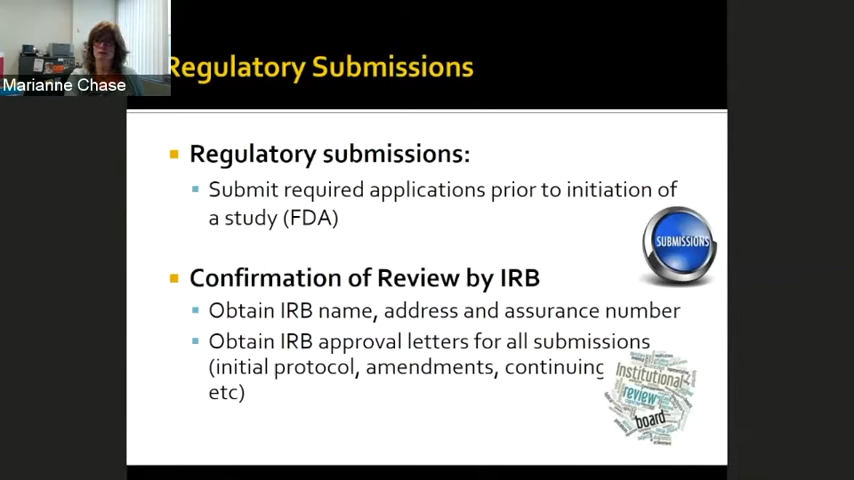 Marianne Chase
Regulatory Submissions
Regulatory submissions:
Submit required applications prior to initiation of
a study (FDA)
SUBMISSIONS
Confirmation of Review by IRB
Obtain IRB name, address and assurance number
Obtain IRB approval letters for all submissions
(initial protocol, amendments, continuing
etc)
Institutional
review
board